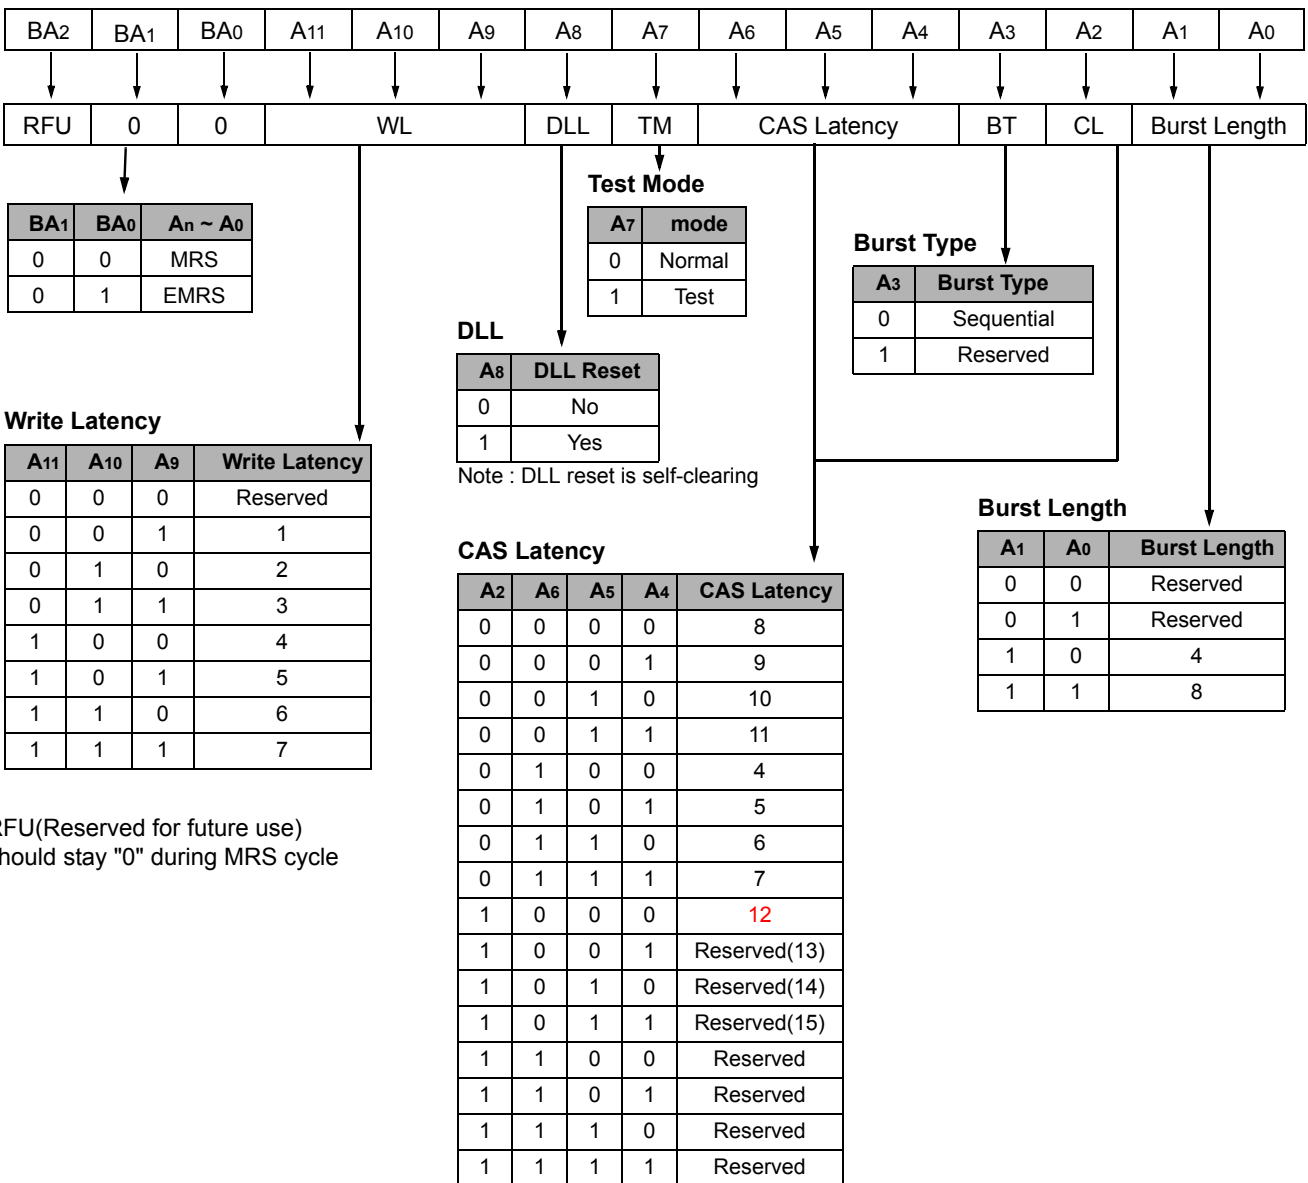 BA2 BA1 BA0 A11 A10 A9 A8 A7 A6 A5 A4 A3 A2 A1 A0
RFU 0 0 WL DLL TM CAS Latency BT CL Burst Length
BA1 BA0 An ~ A0
0 0 MRS
0 1 EMRS
Test Mode
A7 mode
0 Normal
1 Test
Burst Type
A3 Burst Type
0 Sequential
1 Reserved
DLL
A8 DLL Reset
0 No
1 Yes
Note : DLL reset is self-clearing
Write Latency
A11 A10 A9 Write Latency
0 0 0 Reserved
0 0 1 1
0 1 0 2
0 1 1 3
1 0 0 4
1 0 1 5
1 1 0 6
1 1 1 7
RFU(Reserved for future use)
hould stay "0" during MRS cycle
CAS Latency
A2 A6 A5 A4 CAS Latency
0 0 0 0 8
0 0 0 1 9
0 0 1 0 10
0 0 1 1 11
0 1 0 0 4
0 1 0 1 5
0 1 1 0 6
0 1 1 1 7
1 0 0 0 12
1 0 0 1 Reserved(13)
1 0 1 0 Reserved(14)
1 0 1 1 Reserved(15)
1 1 0 0 Reserved
1 1 0 1 Reserved
1 1 1 0 Reserved
1 1 1 1 Reserved
Burst Length
A1 A0 Burst Length
0 0 Reserved
0 1 Reserved
1 0 4
1 1 8